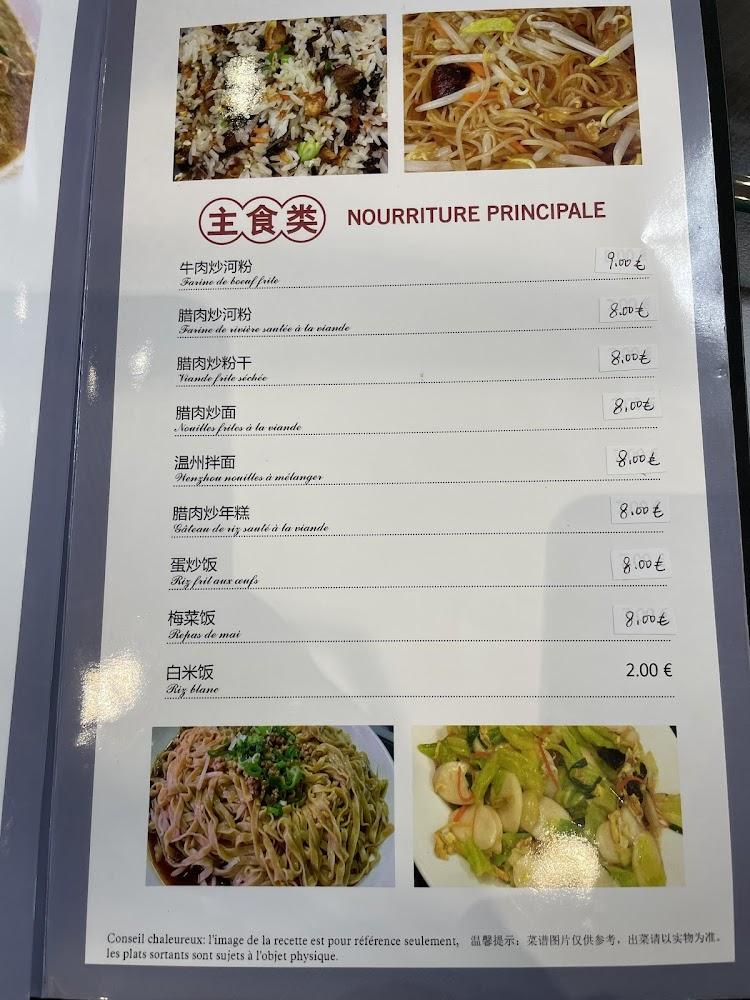 主食类 NOURRITURE PRINCIPALE
牛肉炒河粉 9.00 €
Farine de boeuf frite
腊肉炒河粉 8.00 €
Farine de rivière sautée à la viande
腊肉炒粉干 8.00 €
Viande frite séchée
腊肉炒面 8.00 €
Nouilles frites à la viande
温州拌面 8.00 €
Wenzhou nouilles à mélanger
腊肉炒年糕 8.00 €
Gâteau de riz sauté à la viande
蛋炒饭 8.00 €
Riz frit aux œufs
梅菜饭 8.00 €
Repas de mai
白米饭 2.00 €
Riz blanc
Conseil chaleureux: l'image de la recette est pour référence seulement,
les plats sortants sont sujets à l'objet physique.
温馨提示：菜谱图片仅供参考，出菜请以实物为准。